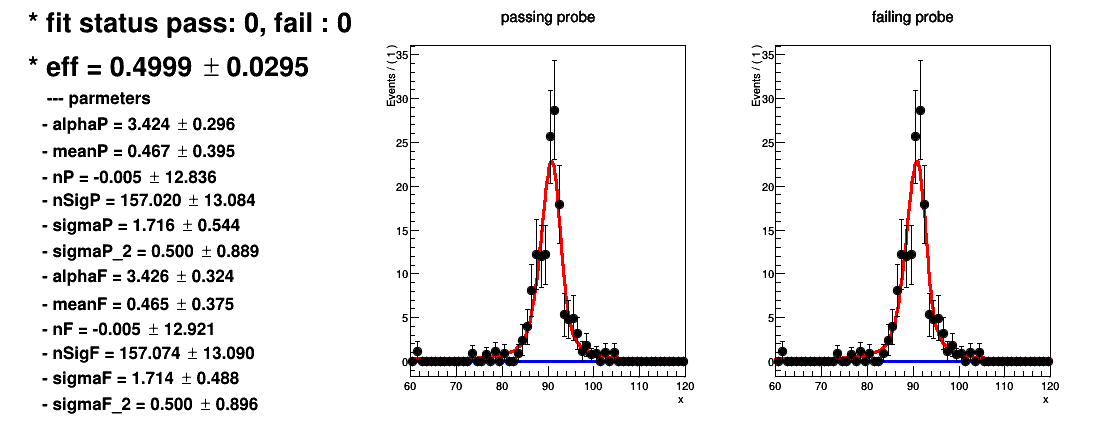 * fit status pass: 0, fail : 0
* eff = 0.4999 ± 0.0295
--- parmeters
- alphaP = 3.424 ± 0.296
- meanP = 0.467 ± 0.395
- nP = -0.005 ± 12.836
- nSigP = 157.020 ± 13.084
- sigmaP = 1.716 ± 0.544
- sigmaP_2 = 0.500 ± 0.889
- alphaF = 3.426 ± 0.324
- meanF = 0.465 ± 0.375
- nF = -0.005 ± 12.921
- nSigF = 157.074 ± 13.090
- sigmaF = 1.714 ± 0.488
- sigmaF_2 = 0.500 ± 0.896
passing probe
Events / ( 1 )
35
30
25
20
15
10
5
0
60 70 80 90 100 110 120
x
failing probe
Events / ( 1 )
35
30
25
20
15
10
5
0
60 70 80 90 100 110 120
x